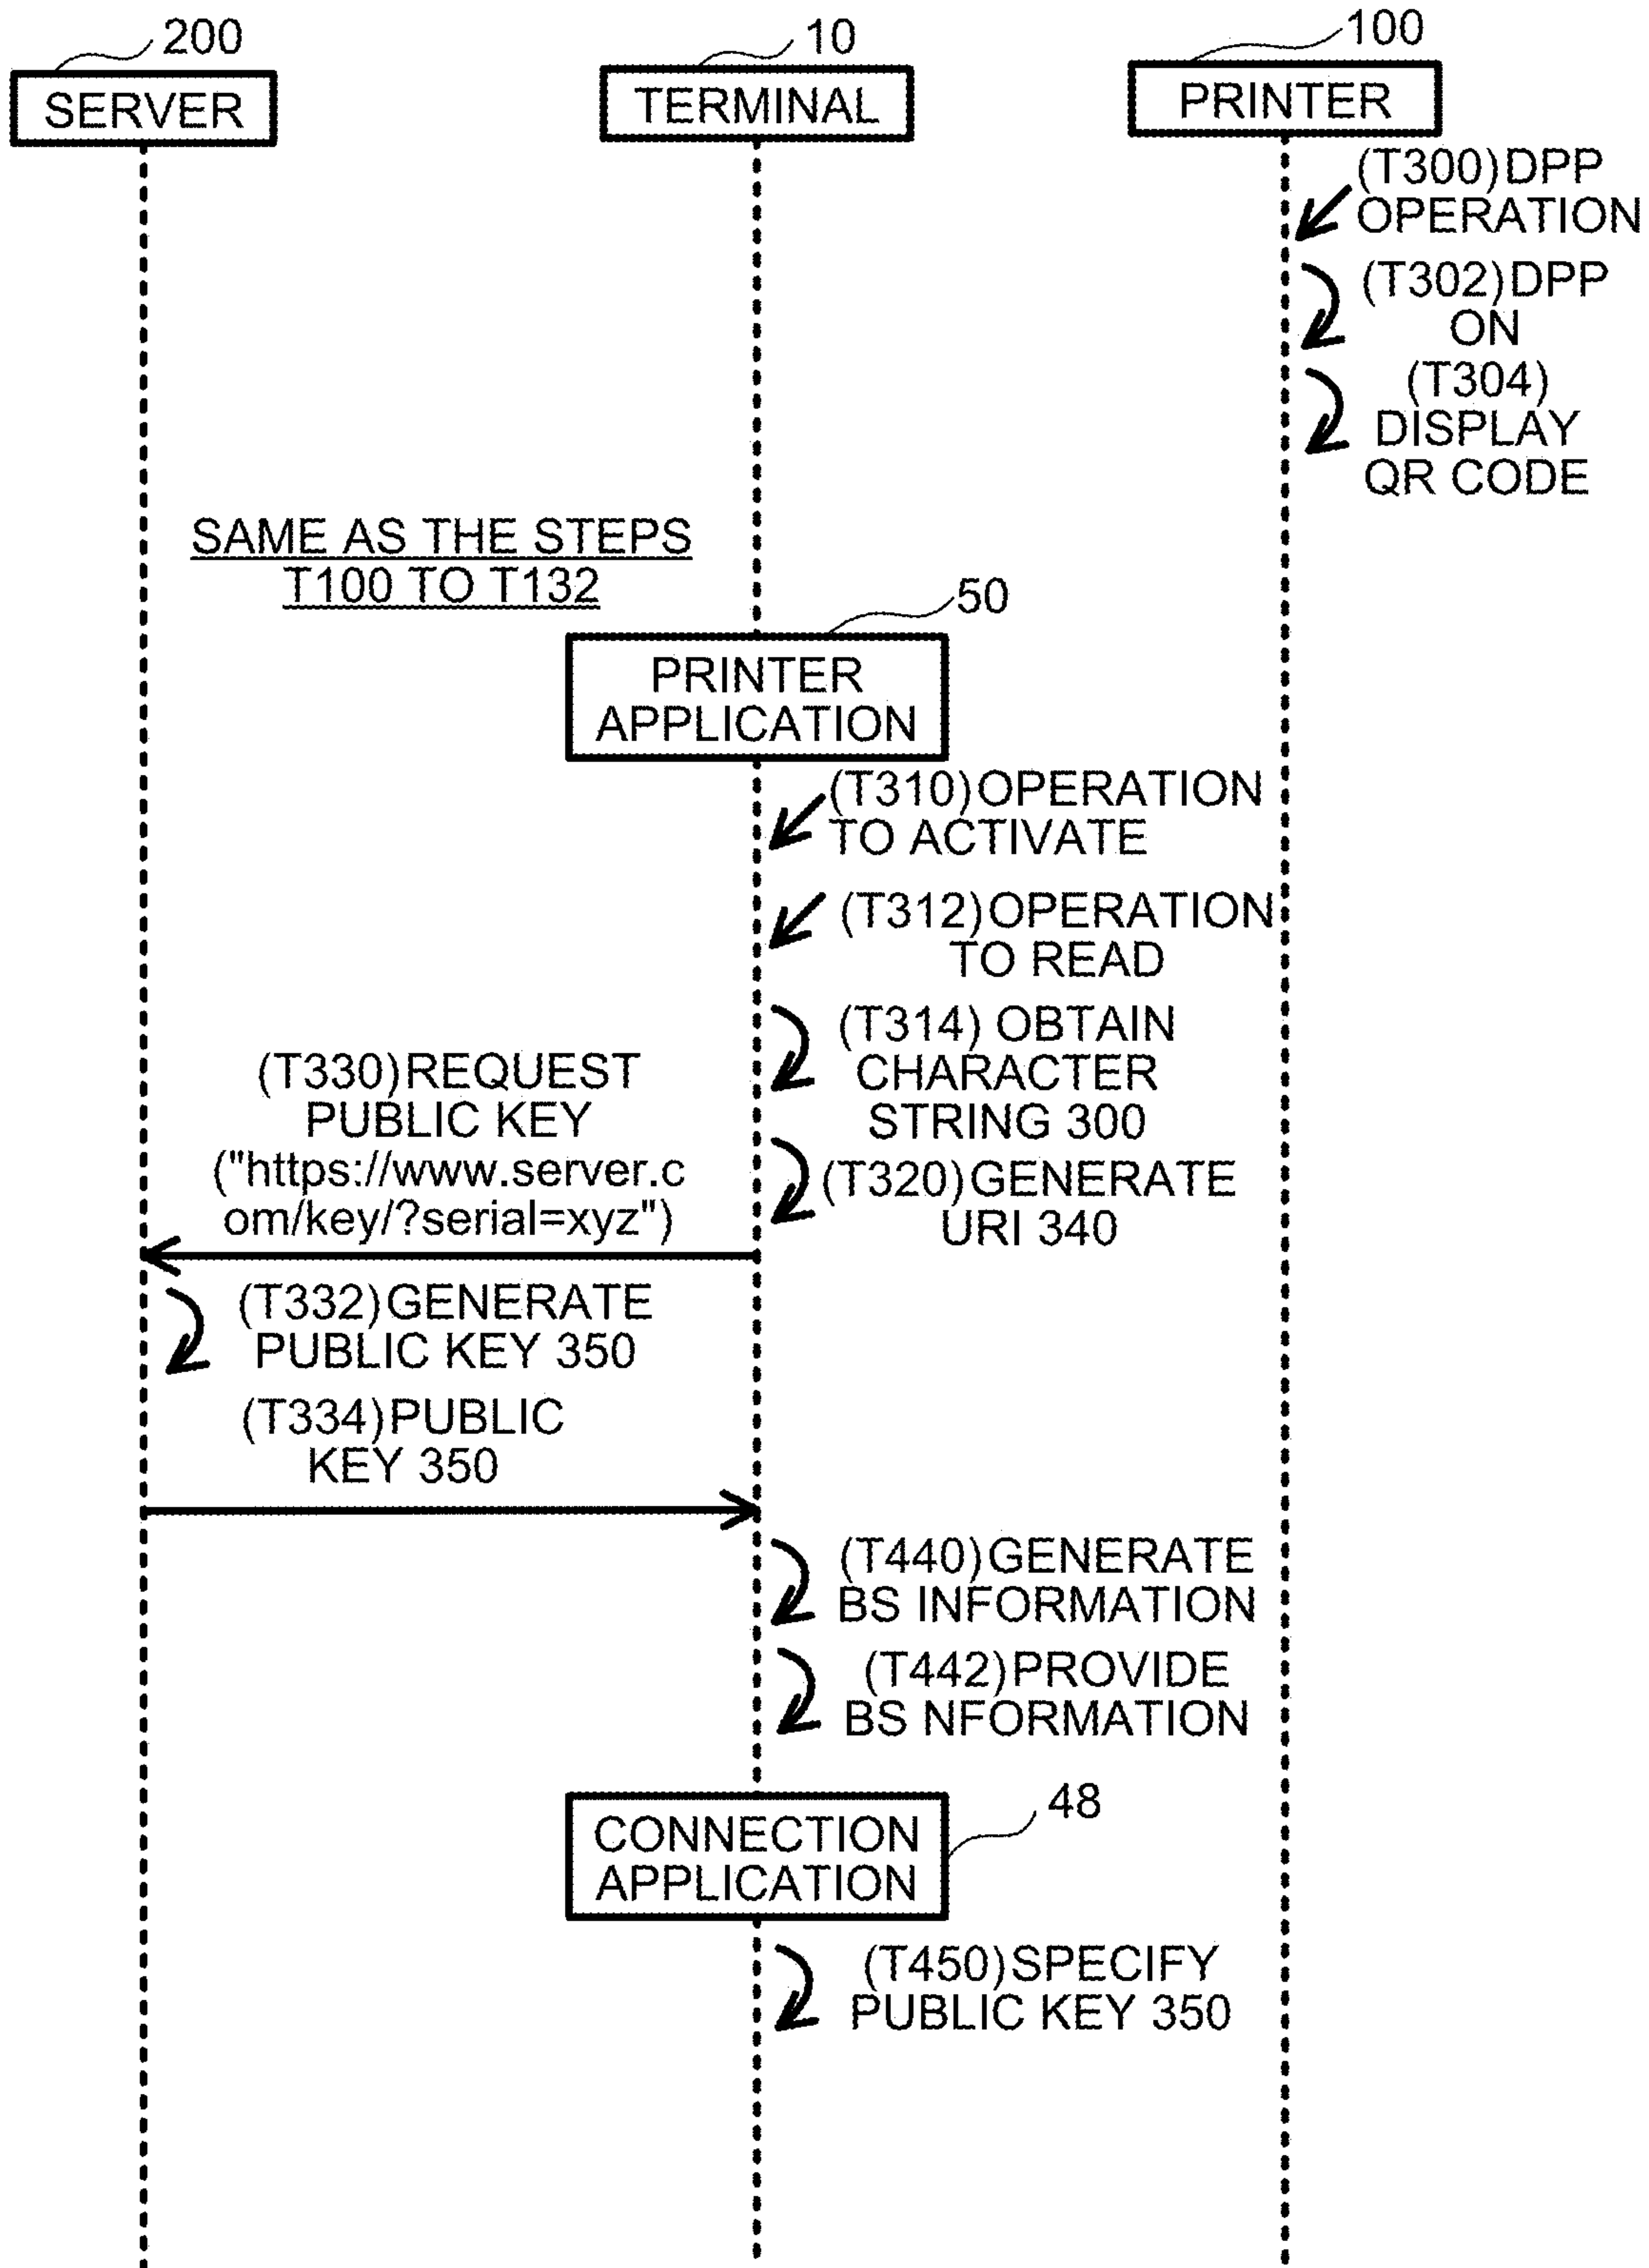 200
10
100
SERVER
TERMINAL
PRINTER
(T300)DPP
OPERATION
(T302)DPP
ON
(T304)
DISPLAY
QR CODE
SAME AS THE STEPS
T100 TO T132
50
PRINTER
APPLICATION
(T310)OPERATION
TO ACTIVATE
(T312)OPERATION
TO READ
(T314) OBTAIN
CHARACTER
STRING 300
(T320)GENERATE
URI 340
(T330)REQUEST
PUBLIC KEY
("https://www.server.c
om/key/?serial=xyz")
(T332)GENERATE
PUBLIC KEY 350
(T334)PUBLIC
KEY 350
(T440)GENERATE
BS INFORMATION
(T442)PROVIDE
BS NFORMATION
48
CONNECTION
APPLICATION
(T450)SPECIFY
PUBLIC KEY 350